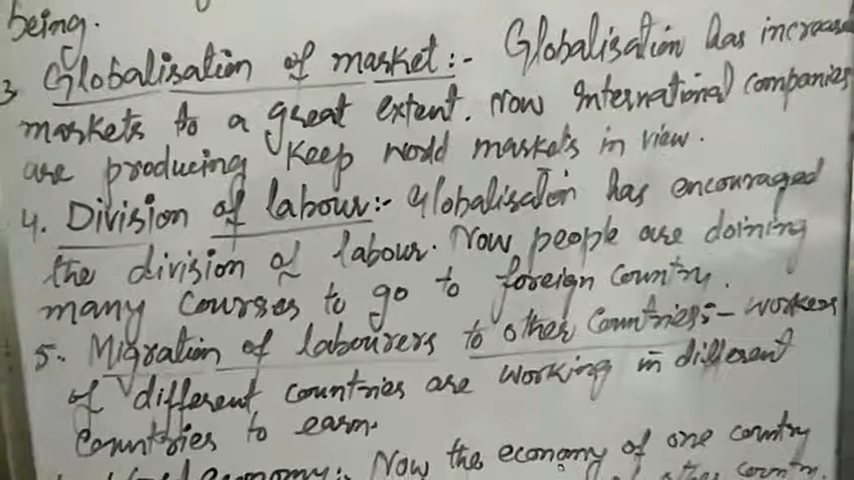 being.
3 Globalisation of market:- Globalisation has increase
markets to a great extent. Now International companies
are producing keep world markets in view.
4. Division of labour:- Globalisation has encouraged
the division of labour. Now people are doining
many courses to go to foreign country.
5. Migration of labourers to other countries:- workers
of different countries are working in different
countries to earn.
economy:. Now the economy of one country